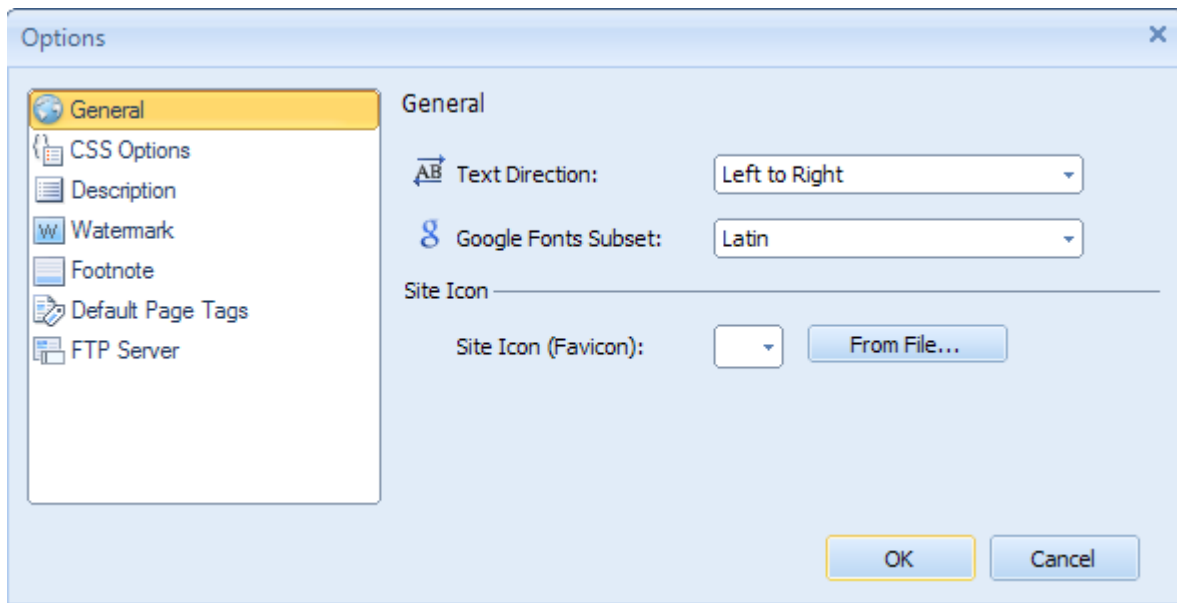 Options
General
CSS Options
Description
Watermark
Footnote
Default Page Tags
FTP Server
General
AB Text Direction: Left to Right
Google Fonts Subset: Latin
Site Icon
Site Icon (Favicon): From File...
OK Cancel